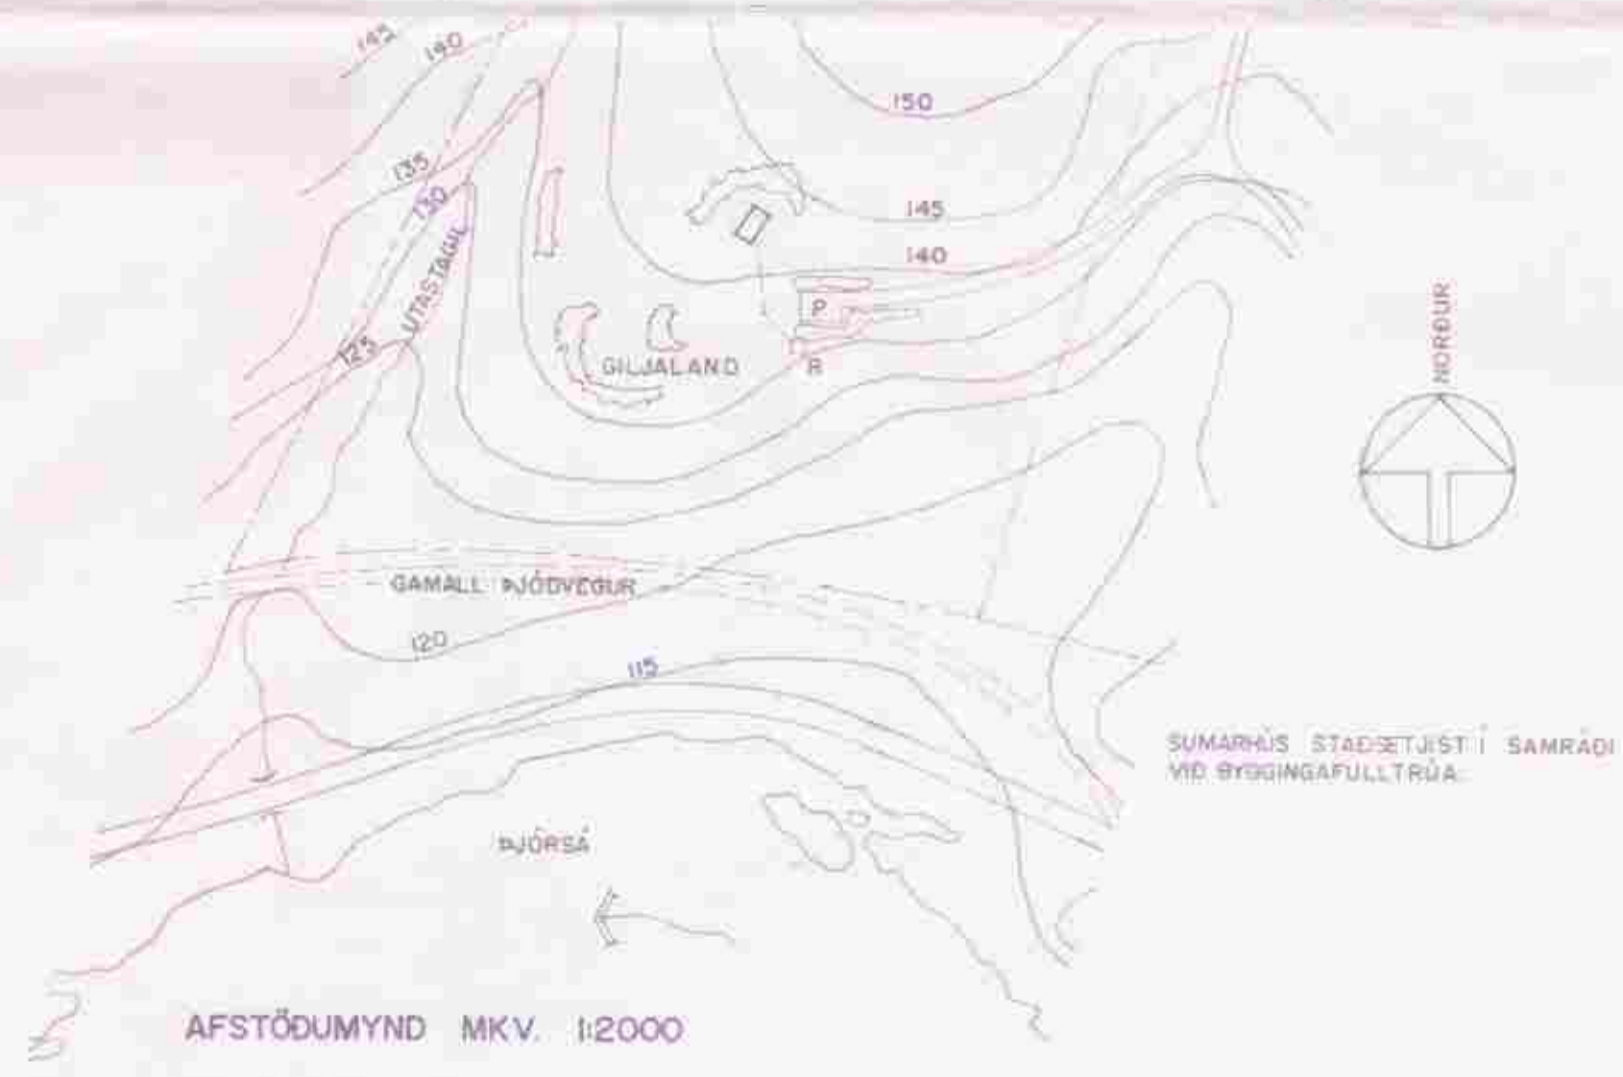 145
140
150
135
130
145
140
ÚTASTAGIL
P
125
GILJALAND
R
NORÐUR
GAMALL ÞJÓÐVEGUR
120
115
SUMARHÚS STAÐSETJIST Í SAMRÁÐI
VIÐ BYGGINGAFULLTRÚA
ÞJÓRSÁ
AFSTÖÐUMYND MKV. 1:2000